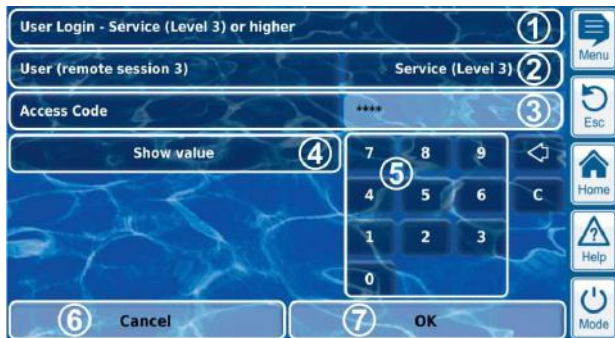 User Login - Service (Level 3) or higher 1
Menu
User (remote session 3) Service (Level 3) 2
Access Code **** 3
Esc
Show value 4
7 8 9
5
4 5 6 C
Home
1 2 3
Help
0
6 Cancel
7 OK
Mode